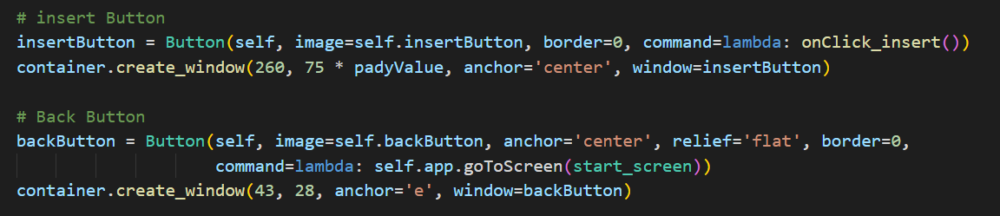 # insert Button
insertButton = Button(self, image=self.insertButton, border=0, command=lambda: onClick_insert())
container.create_window(260, 75 * padyValue, anchor='center', window=insertButton)

# Back Button
backButton = Button(self, image=self.backButton, anchor='center', relief='flat', border=0,
                    command=lambda: self.app.goToScreen(start_screen))
container.create_window(43, 28, anchor='e', window=backButton)